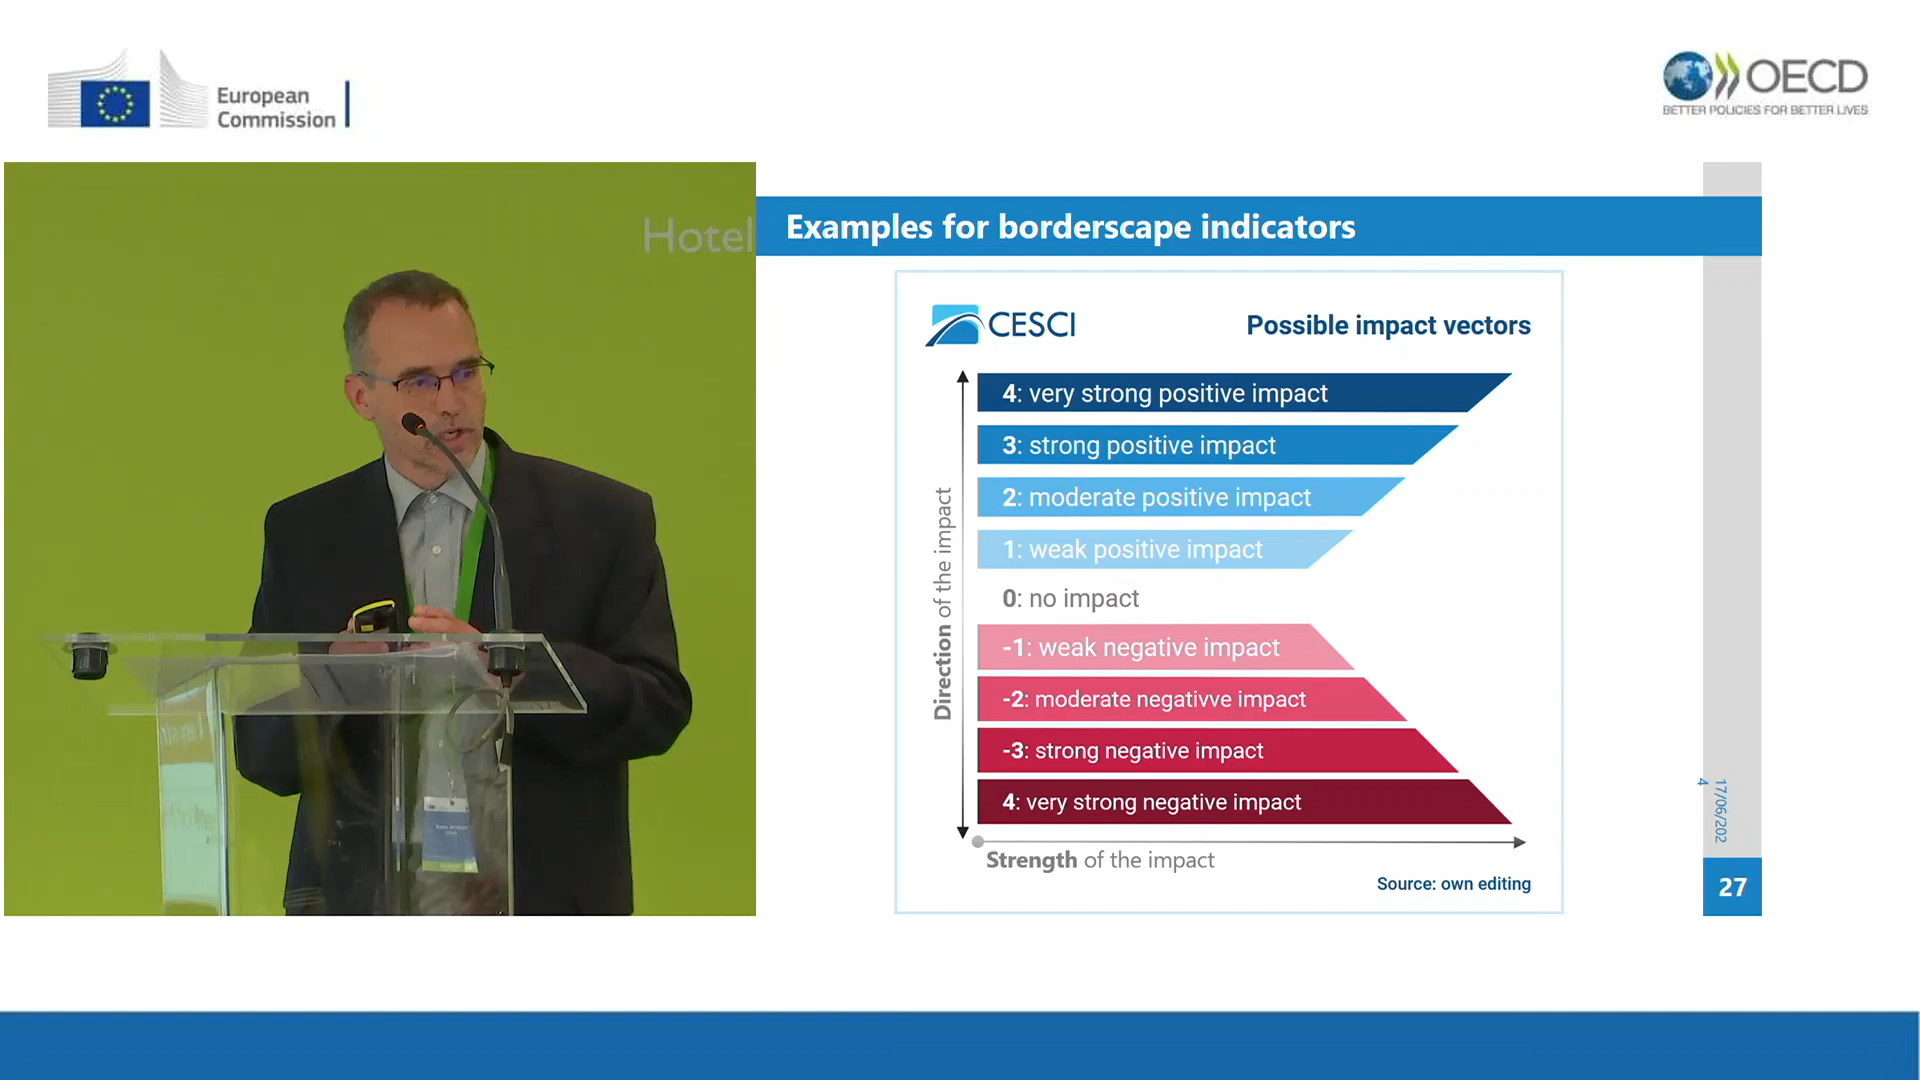 European
Commission
OECD
BETTER POLICIES FOR BETTER LIVES
Hotel
Examples for borderscape indicators
CESCI
Possible impact vectors
Direction of the impact
4: very strong positive impact
3: strong positive impact
2: moderate positive impact
1: weak positive impact
0: no impact
-1: weak negative impact
-2: moderate negativve impact
-3: strong negative impact
4: very strong negative impact
Strength of the impact
Source: own editing
17/06/202
4
27